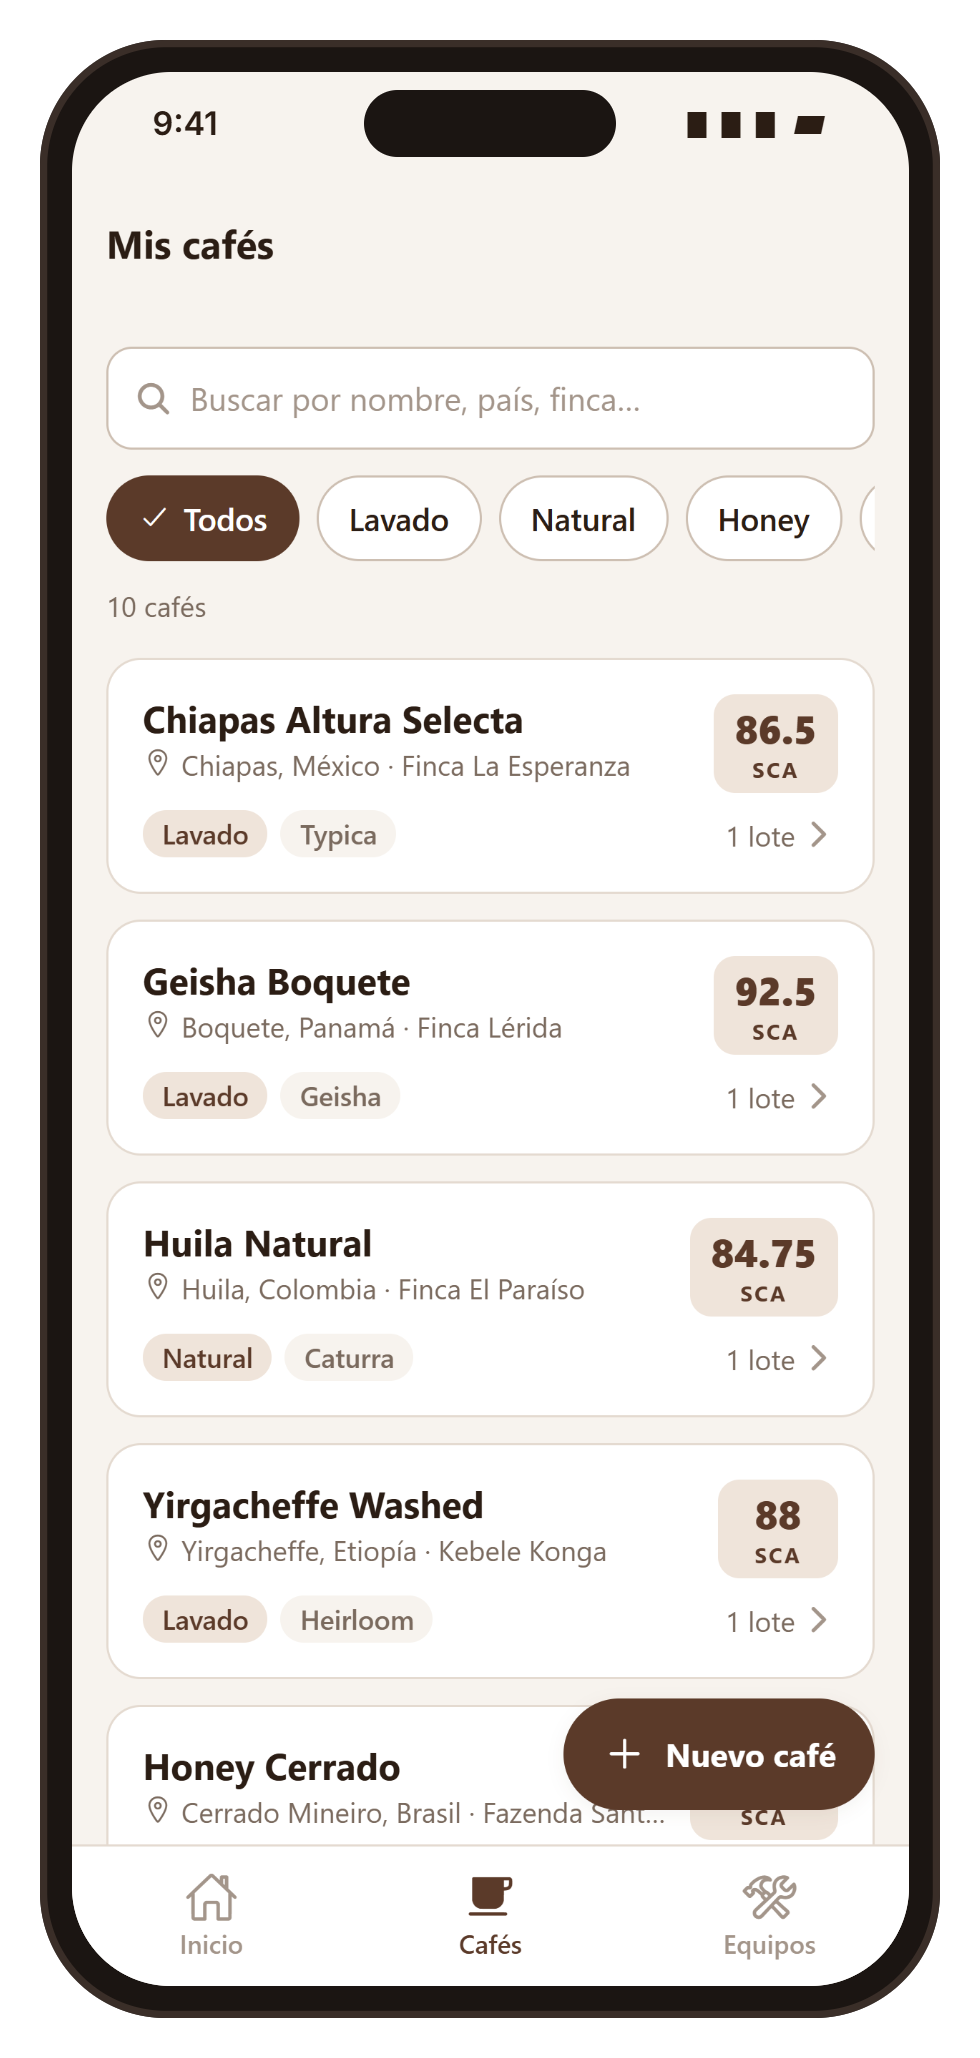 9:41
Mis cafés
Buscar por nombre, país, finca...
Todos
Lavado
Natural
Honey
10 cafés
Chiapas Altura Selecta
86.5
SCA
Chiapas, México · Finca La Esperanza
Lavado
Typica
1 lote
Geisha Boquete
92.5
SCA
Boquete, Panamá · Finca Lérida
Lavado
Geisha
1 lote
Huila Natural
84.75
SCA
Huila, Colombia · Finca El Paraíso
Natural
Caturra
1 lote
Yirgacheffe Washed
88
SCA
Yirgacheffe, Etiopía · Kebele Konga
Lavado
Heirloom
1 lote
Honey Cerrado
Nuevo café
Cerrado Mineiro, Brasil · Fazenda Sant...
SCA
Inicio
Cafés
Equipos